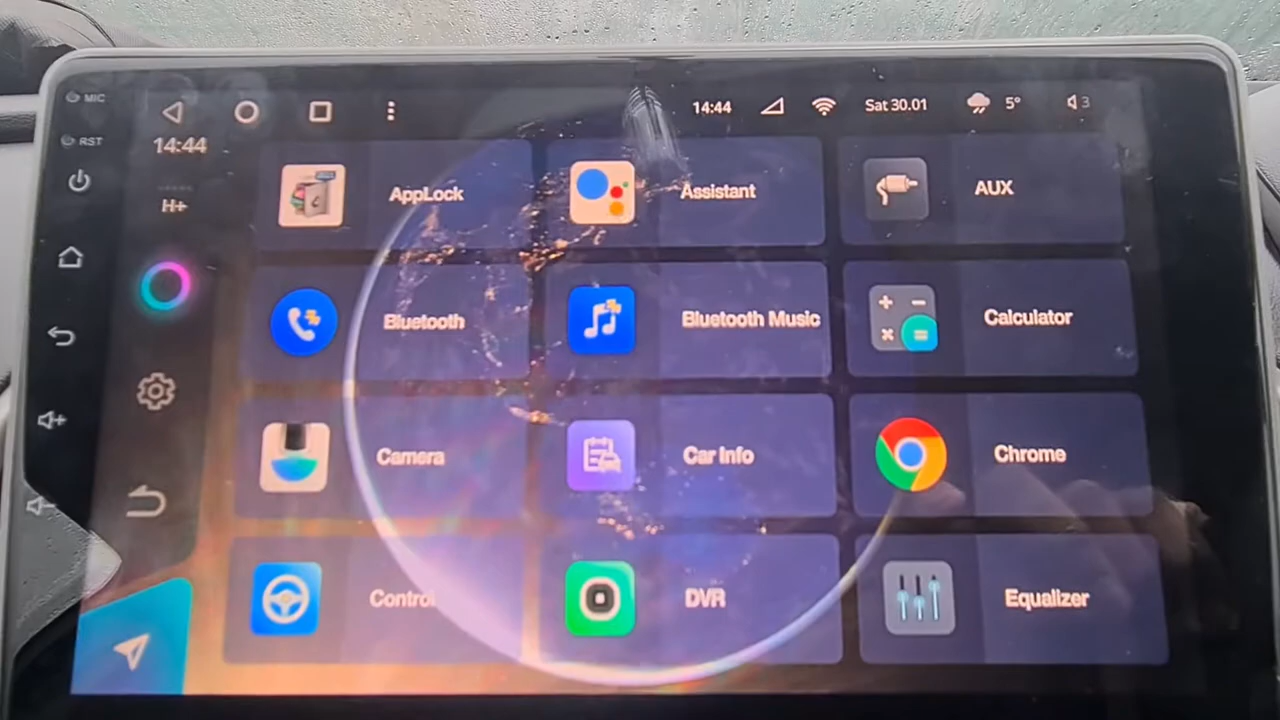 MIC
14:44
Sat 30.01
5°
3
RST
14:44
H+
AppLock
Assistant
AUX
Bluetooth
Bluetooth Music
Calculator
Camera
Car Info
Chrome
Control
DVR
Equalizer